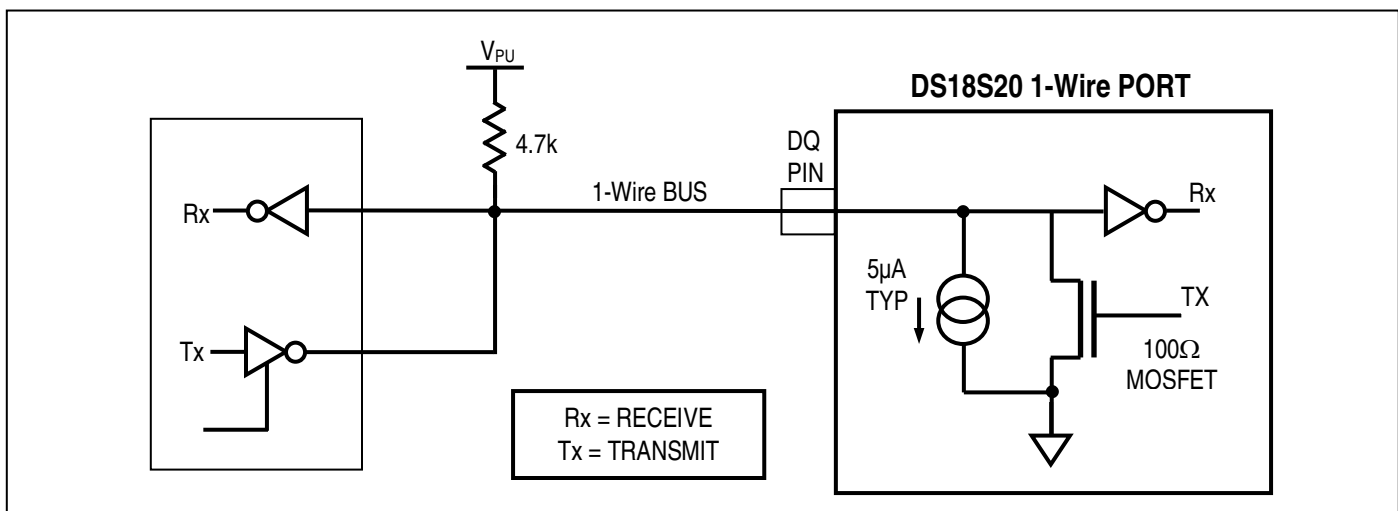 V_PU
4.7k
DS18S20 1-Wire PORT
DQ
PIN
1-Wire BUS
Rx
Rx
5µA
TYP
Tx
TX
100Ω
MOSFET
Rx = RECEIVE
Tx = TRANSMIT